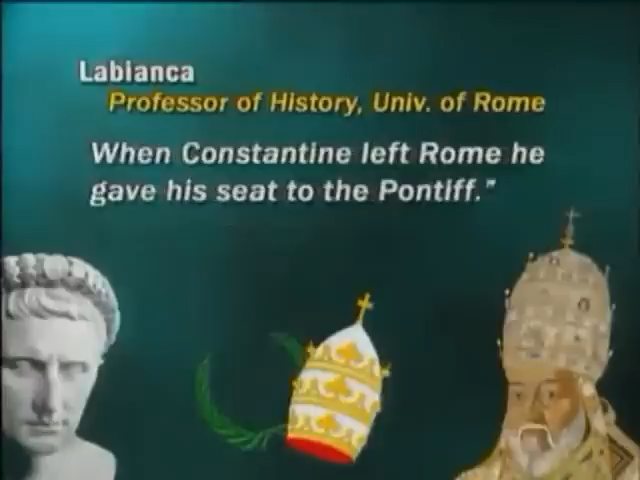 Labianca
Professor of History, Univ. of Rome
When Constantine left Rome he
gave his seat to the Pontiff.”